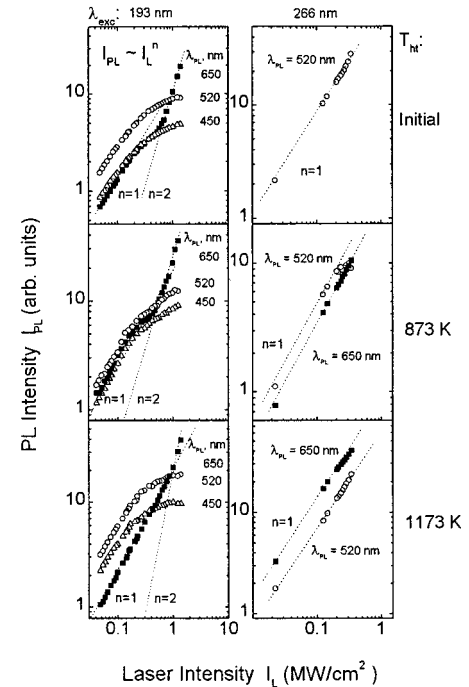 λexc: 193 nm
266 nm
Tht:
IPL ~ ILn
λPL, nm
650
520
450
n=1
n=2
10
1
λPL = 520 nm
n=1
10
1
Initial
λPL, nm
650
520
450
n=1
n=2
10
1
λPL = 520 nm
n=1
λPL = 650 nm
10
1
873 K
λPL, nm
650
520
450
n=1
n=2
10
1
λPL = 650 nm
n=1
λPL = 520 nm
10
1
1173 K
0.1
1
10
0.1
PL Intensity IPL (arb. units)
Laser Intensity IL (MW/cm2)